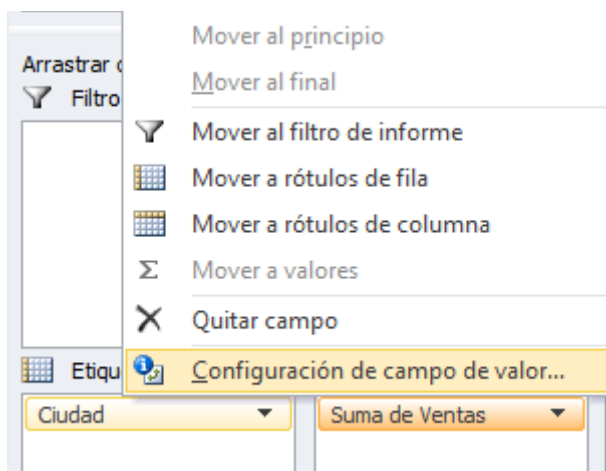 Mover al principio
Arrastrar
Mover al final
Filtro
Mover al filtro de informe
Mover a rótulos de fila
Mover a rótulos de columna
Σ Mover a valores
Quitar campo
Etiqu
Configuración de campo de valor...
Ciudad
Suma de Ventas